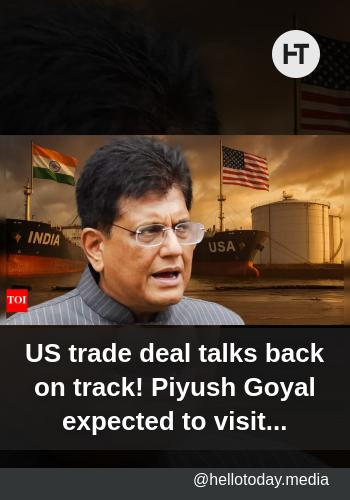 HT
INDIA
USA
TOI
US trade deal talks back
on track! Piyush Goyal
expected to visit...
@hellotoday.media